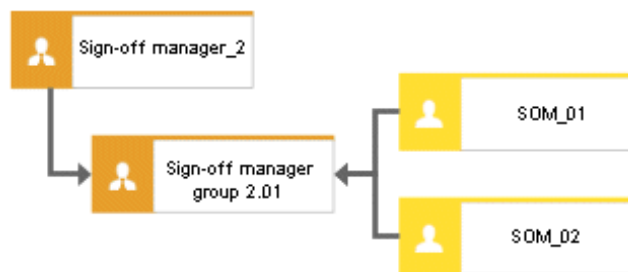 Sign-off manager_2
SOM_01
Sign-off manager
group 2.01
SOM_02